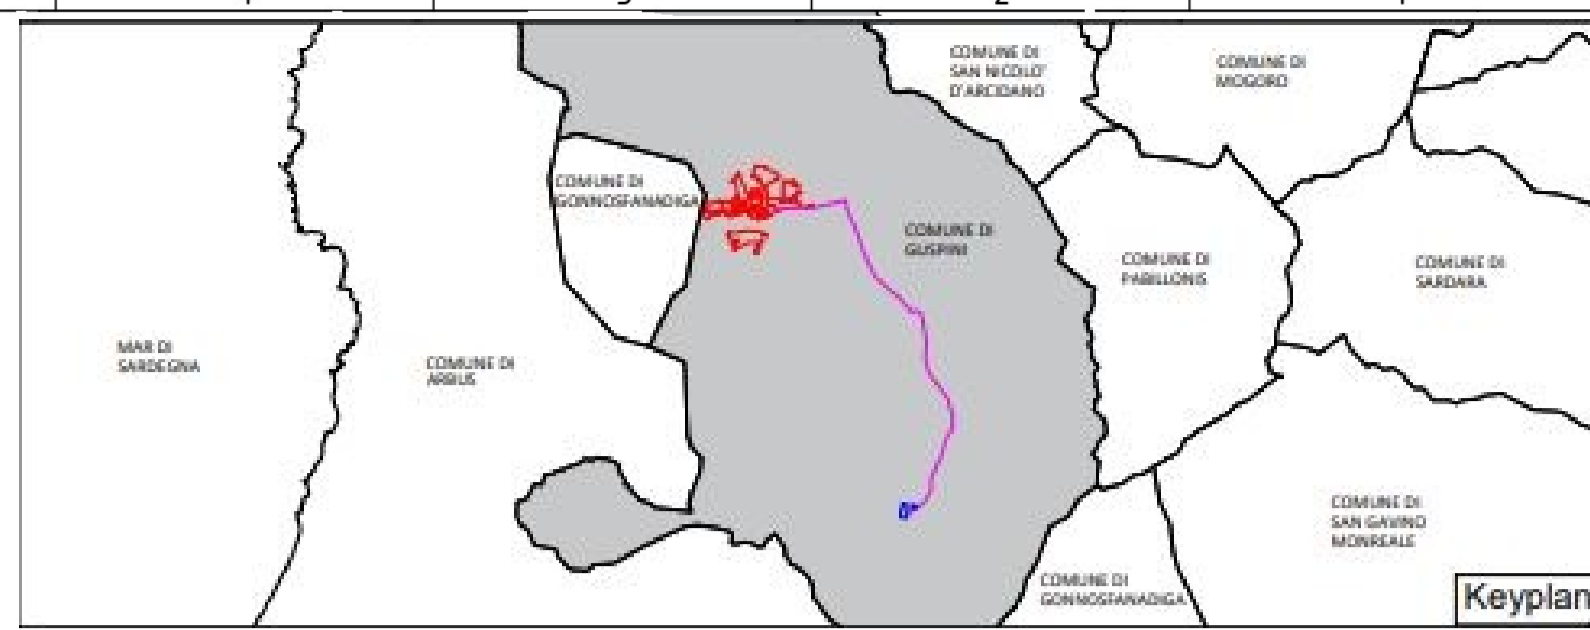 COMUNE DI
SAN NICOLO'
D'ARCIDANO
COMUNE DI
MOGORO
COMUNE DI
GONNOSFANADIGA
COMUNE DI
GUSPINI
COMUNE DI
PABILLONIS
COMUNE DI
SARDARA
MAR DI
SARDEGNA
COMUNE DI
ARBUS
COMUNE DI
SAN GAVINO
MONREALE
COMUNE DI
GONNOSFANADIGA
Keyplan